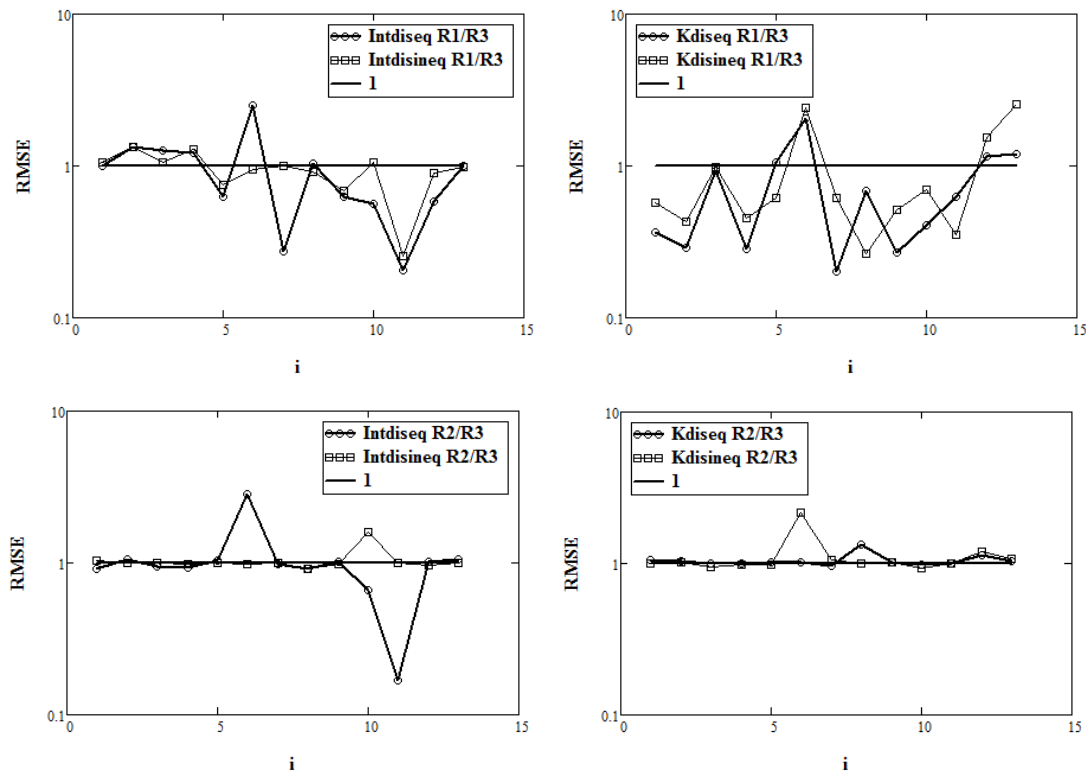 10
Intdiseq R1/R3
Intdisineq R1/R3
1
RMSE
1
0.1
0
5
10
15
i
10
Kdiseq R1/R3
Kdisineq R1/R3
1
RMSE
1
0.1
0
5
10
15
i
10
Intdiseq R2/R3
Intdisineq R2/R3
1
RMSE
1
0.1
0
5
10
15
i
10
Kdiseq R2/R3
Kdisineq R2/R3
1
RMSE
1
0.1
0
5
10
15
i